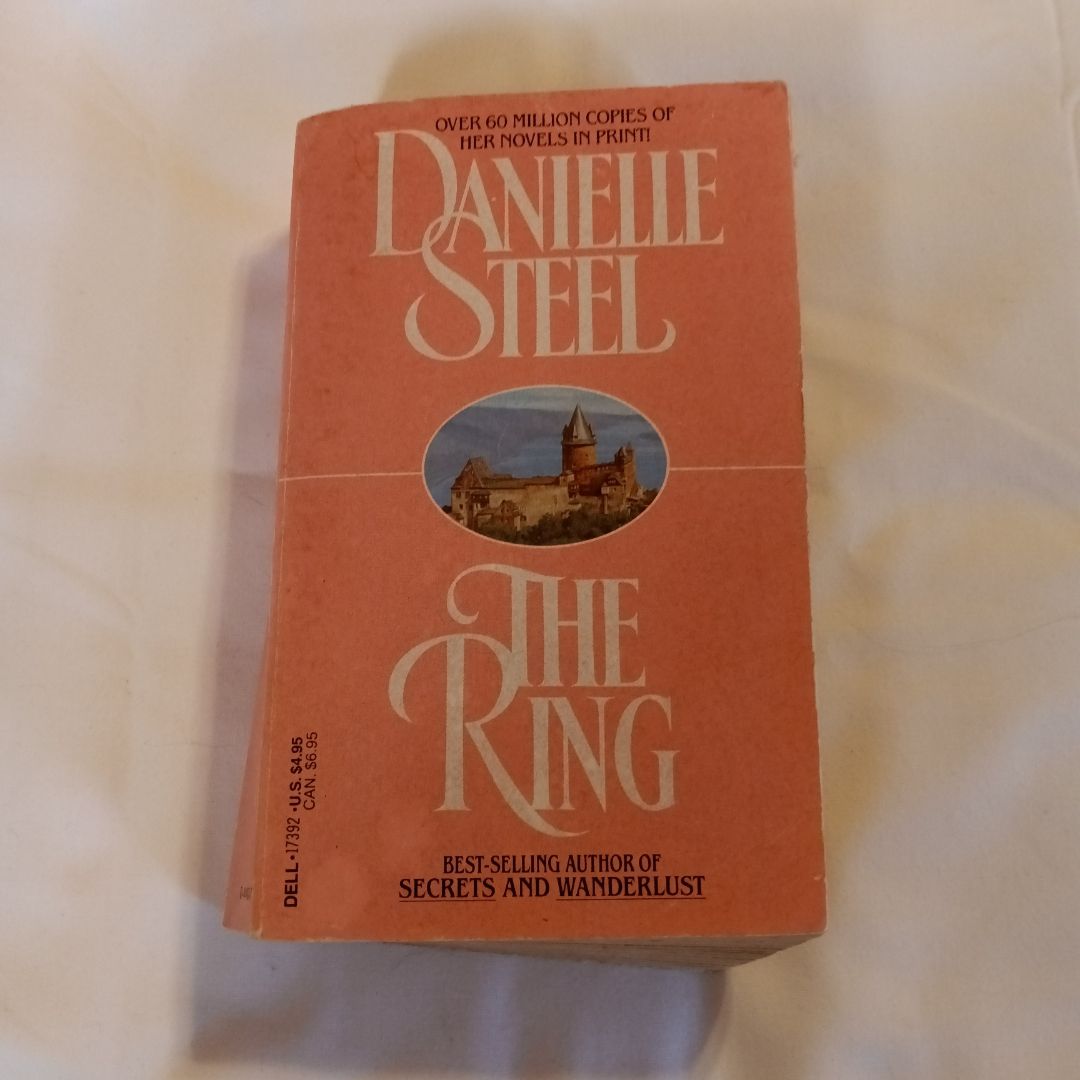 OVER 60 MILLION COPIES OF
HER NOVELS IN PRINT!
DANIELLE
STEEL
THE
RING
BEST-SELLING AUTHOR OF
SECRETS AND WANDERLUST
DELL•17392 •U.S. $4.95
CAN. $6.95